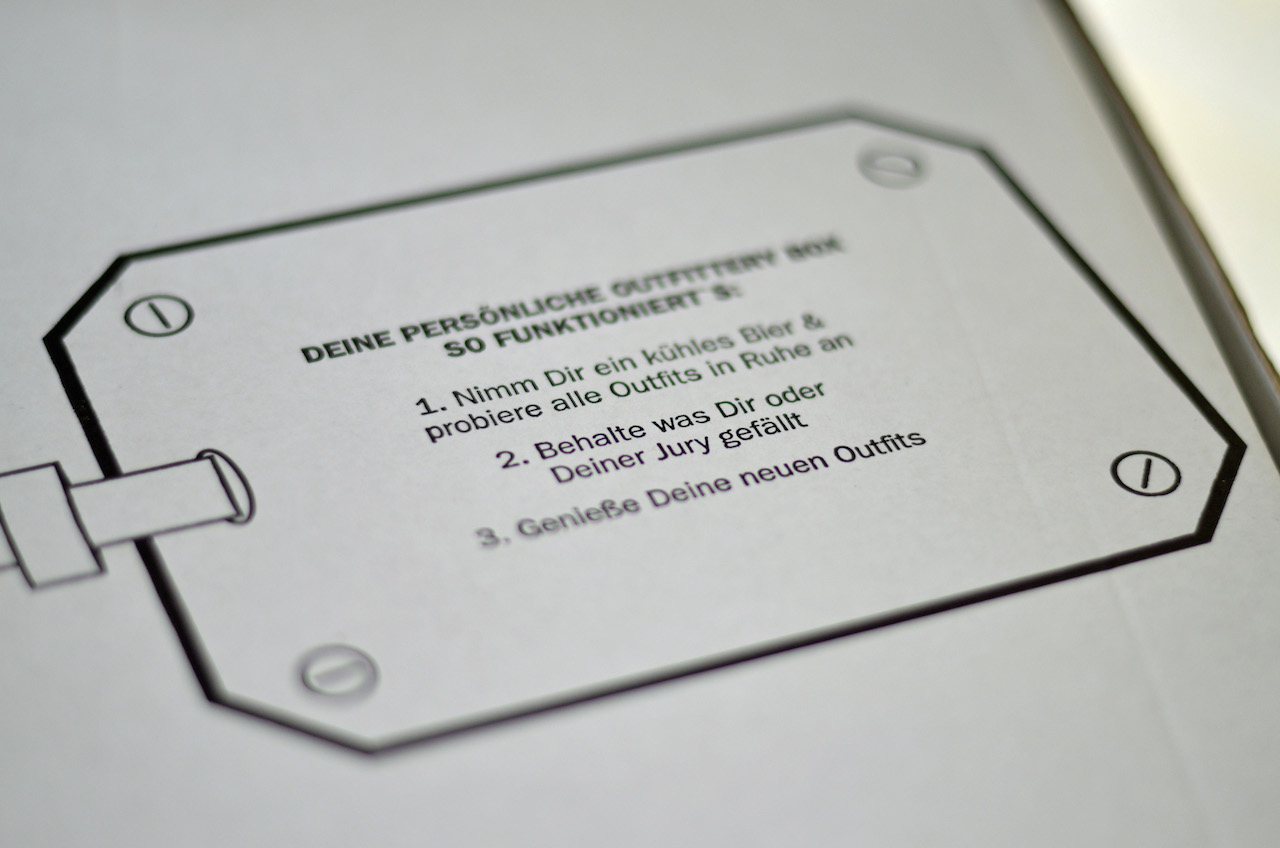 DEINE PERSÖNLICHE OUTFITTERY BOX
SO FUNKTIONIERT'S:
1. Nimm Dir ein kühles Bier &
probiere alle Outfits in Ruhe an
2. Behalte was Dir oder
Deiner Jury gefällt
3. Genieße Deine neuen Outfits